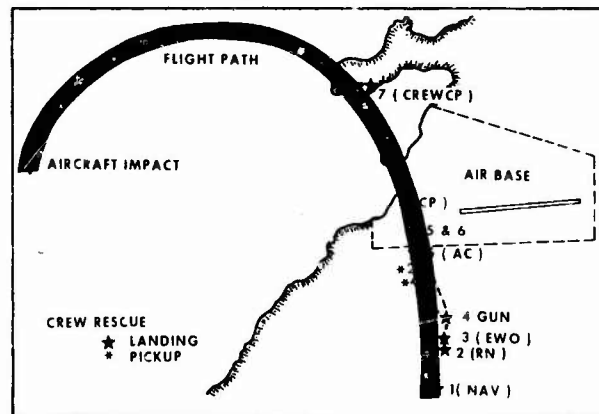 FLIGHT PATH
7 ( CREWCP )
AIRCRAFT IMPACT
AIR BASE
CP )
5 & 6
( AC )
4 GUN
CREW RESCUE
3 ( EWO )
LANDING
2 (RN )
PICKUP
1( NAV )